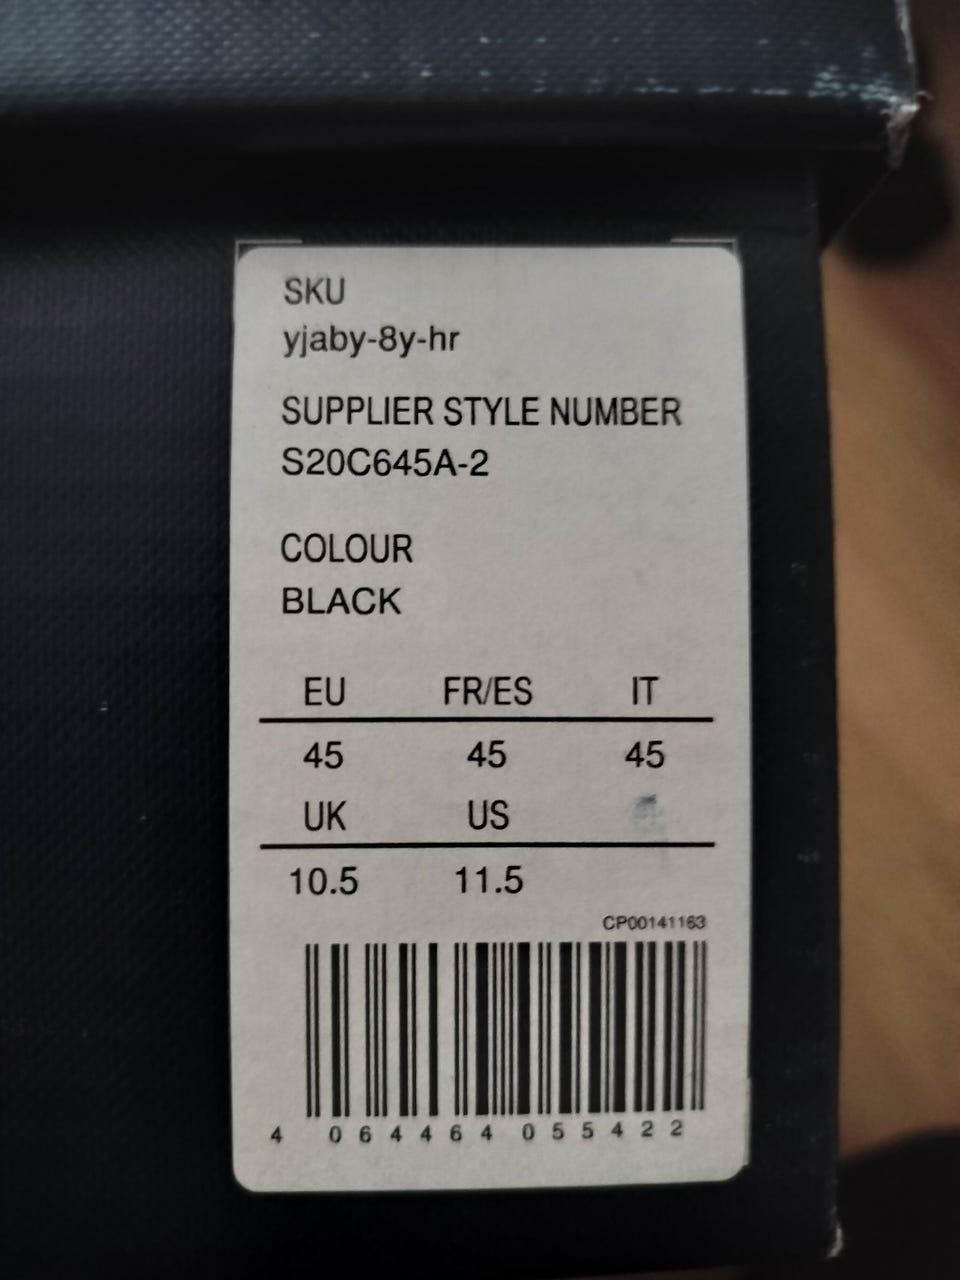 SKU
yjaby-8y-hr
SUPPLIER STYLE NUMBER
S20C645A-2
COLOUR
BLACK
EU FR/ES IT
45 45 45
UK US
10.5 11.5
CP00141163
4 064464 055422